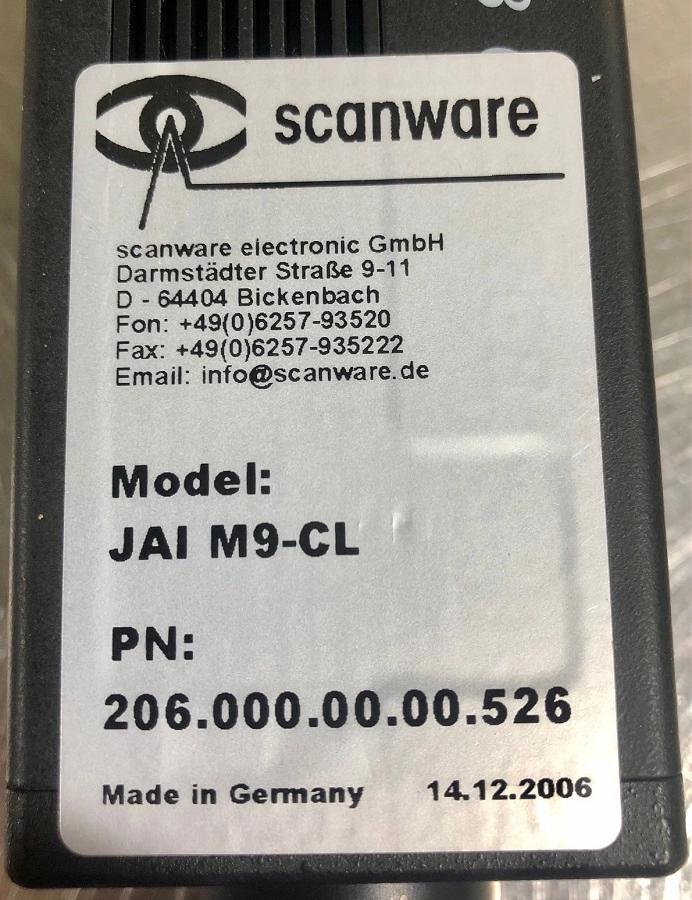 scanware
scanware electronic GmbH
Darmstädter Straße 9-11
D - 64404 Bickenbach
Fon: +49(0)6257-93520
Fax: +49(0)6257-935222
Email: info@scanware.de
Model:
JAI M9-CL
PN:
206.000.00.00.526
Made in Germany 14.12.2006